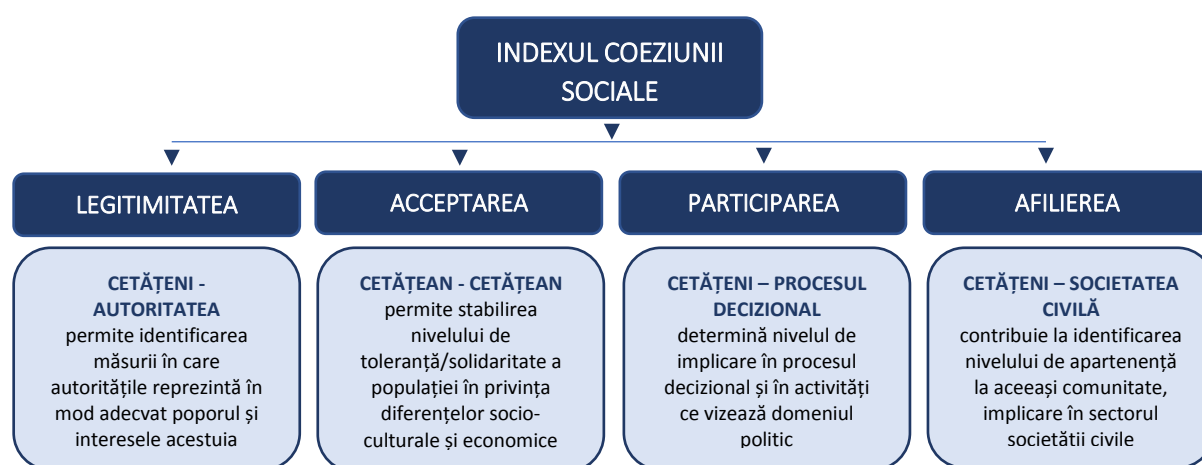 INDEXUL COEZIUNII
SOCIALE
LEGITIMITATEA
ACCEPTAREA
PARTICIPAREA
AFILIEREA
CETĂȚENI -
AUTORITATEA
permite identificarea
măsurii în care
autoritățile reprezintă în
mod adecvat poporul și
interesele acestuia
CETĂȚEAN - CETĂȚEAN
permite stabilirea
nivelului de
toleranță/solidaritate a
populației în privința
diferențelor socio-
culturale și economice
CETĂȚENI – PROCESUL
DECIZIONAL
determină nivelul de
implicare în procesul
decizional și în activități
ce vizează domeniul
politic
CETĂȚENI – SOCIETATEA
CIVILĂ
contribuie la identificarea
nivelului de apartenență
la aceeași comunitate,
implicare în sectorul
societătii civile